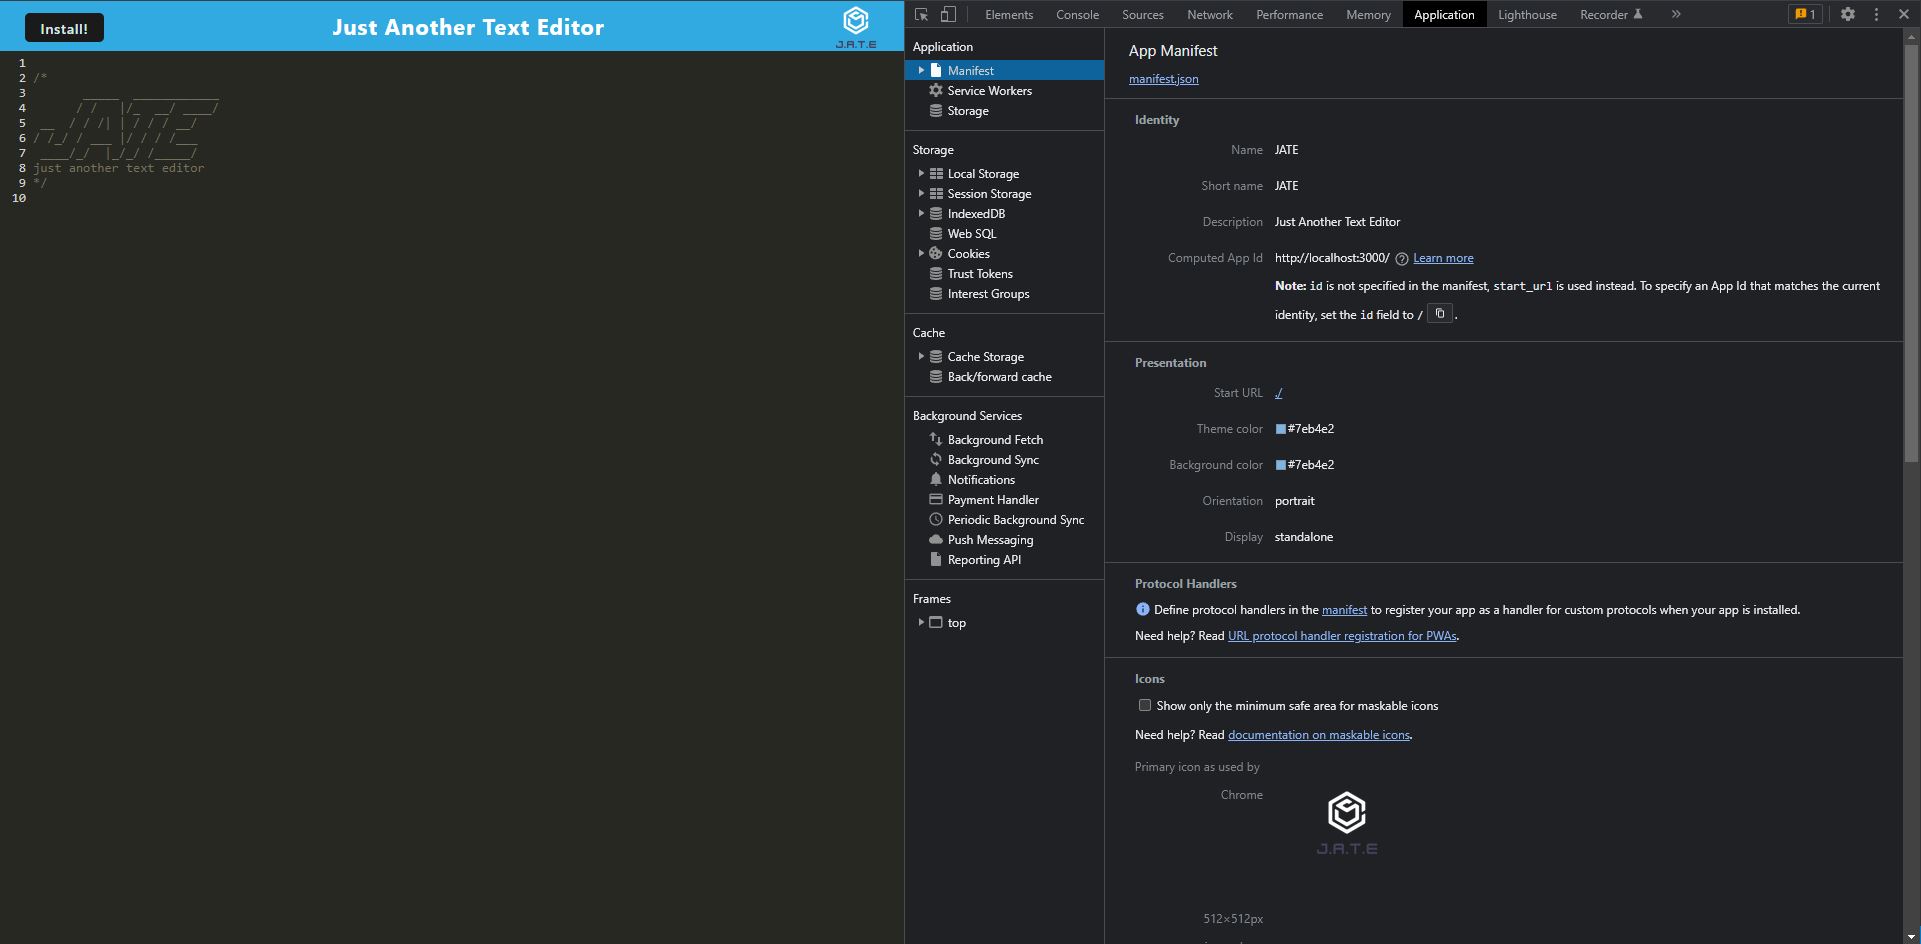 Install!
Just Another Text Editor
J.A.T.E
1
2 /*
3        _____  ____________
4       / /   |/_  __/ ____/
5  __  / / /| | / / / __/
6 / /_/ / ___ |/ / / /___
7  ____/_/  |_/_/ /_____/
8 just another text editor
9 */
10
Elements Console Sources Network Performance Memory Application Lighthouse Recorder » 1
Application
Manifest
Service Workers
Storage
Storage
Local Storage
Session Storage
IndexedDB
Web SQL
Cookies
Trust Tokens
Interest Groups
Cache
Cache Storage
Back/forward cache
Background Services
Background Fetch
Background Sync
Notifications
Payment Handler
Periodic Background Sync
Push Messaging
Reporting API
Frames
top
App Manifest
manifest.json
Identity
Name JATE
Short name JATE
Description Just Another Text Editor
Computed App Id http://localhost:3000/ Learn more
Note: id is not specified in the manifest, start_url is used instead. To specify an App Id that matches the current
identity, set the id field to / .
Presentation
Start URL ./
Theme color #7eb4e2
Background color #7eb4e2
Orientation portrait
Display standalone
Protocol Handlers
Define protocol handlers in the manifest to register your app as a handler for custom protocols when your app is installed.
Need help? Read URL protocol handler registration for PWAs.
Icons
Show only the minimum safe area for maskable icons
Need help? Read documentation on maskable icons.
Primary icon as used by
Chrome
J.A.T.E
512×512px